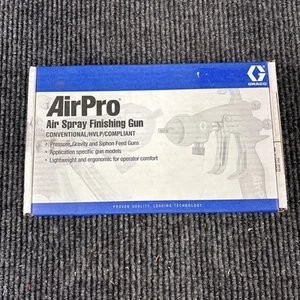 GRACO
AirPro™
Air Spray Finishing Gun
CONVENTIONAL/HVLP/COMPLIANT
• Pressure, Gravity and Siphon Feed Guns
• Application specific gun models
• Lightweight and ergonomic for operator comfort
PROVEN QUALITY. LEADING TECHNOLOGY.